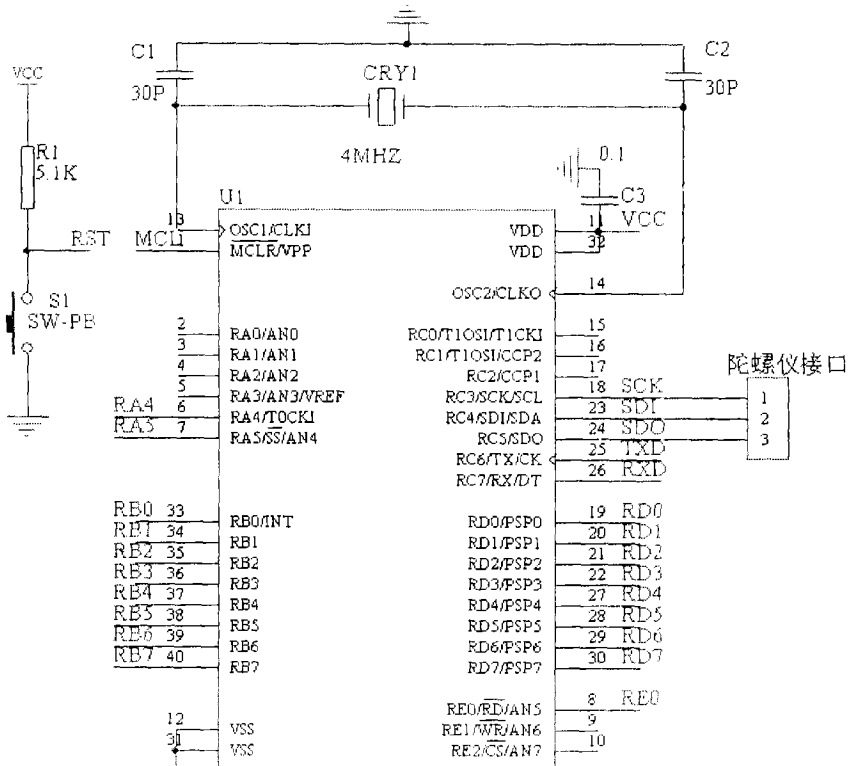 C1
30P
CRY1
4MHZ
C2
30P
VCC
R1
5.1K
RST
S1
SW-PB
0.1
C3
VCC
U1
13 OSC1/CLKI
MCLR/VPP
2 RA0/AN0
3 RA1/AN1
4 RA2/AN2
5 RA3/AN3/VREF
RA4 6 RA4/T0CKI
RA5 7 RA5/SS/AN4
RB0 33 RB0/INT
RB1 34 RB1
RB2 35 RB2
RB3 36 RB3
RB4 37 RB4
RB5 38 RB5
RB6 39 RB6
RB7 40 RB7
12 VSS
31 VSS
VDD 11
VDD 32
OSC2/CLKO 14
RC0/T1OSI/T1CKI 15
RC1/T1OSI/CCP2 16
RC2/CCP1 17
RC3/SCK/SCL 18 SCK
RC4/SDI/SDA 23 SDI
RC5/SDO 24 SDO
RC6/TX/CK 25 TXD
RC7/RX/DT 26 RXD
陀螺仪接口
1
2
3
RD0/PSP0 19 RD0
RD1/PSP1 20 RD1
RD2/PSP2 21 RD2
RD3/PSP3 22 RD3
RD4/PSP4 27 RD4
RD5/PSP5 28 RD5
RD6/PSP6 29 RD6
RD7/PSP7 30 RD7
RE0/RD/AN5 8 RE0
RE1/WR/AN6 9
RE2/CS/AN7 10